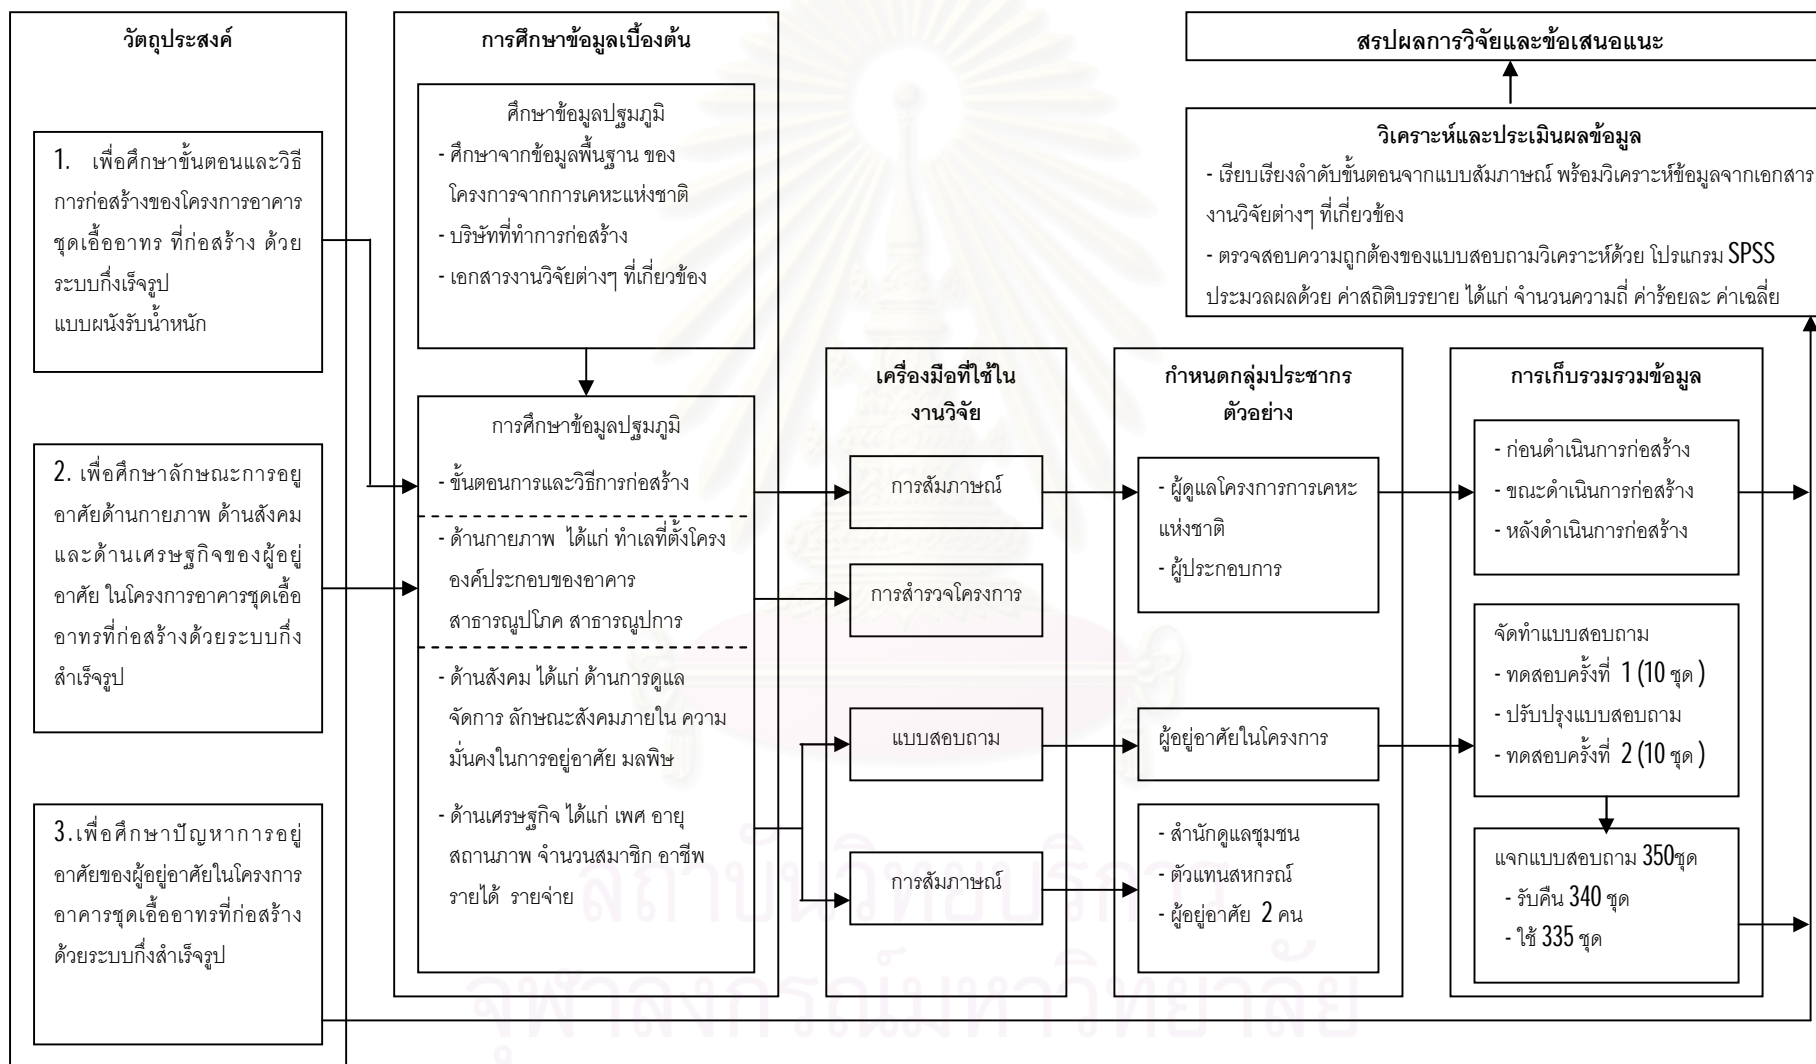 วัตถุประสงค์
1. เพื่อศึกษาขั้นตอนและวิธี
การก่อสร้างของโครงการอาคาร
ชุดเอื้ออาทร ที่ก่อสร้าง ด้วย
ระบบกึ่งเร็จรูป
แบบผนังรับน้ำหนัก
2. เพื่อศึกษาลักษณะการอยู่
อาศัยด้านกายภาพ ด้านสังคม
และด้านเศรษฐกิจของผู้อยู่
อาศัย ในโครงการอาคารชุดเอื้อ
อาทรที่ก่อสร้างด้วยระบบกึ่ง
สำเร็จรูป
3.เพื่อศึกษาปัญหาการอยู่
อาศัยของผู้อยู่อาศัยในโครงการ
อาคารชุดเอื้ออาทรที่ก่อสร้าง
ด้วยระบบกึ่งสำเร็จรูป
การศึกษาข้อมูลเบื้องต้น
ศึกษาข้อมูลปฐมภูมิ
- ศึกษาจากข้อมูลพื้นฐาน ของ
โครงการจากการเคหะแห่งชาติ
- บริษัทที่ทำการก่อสร้าง
- เอกสารงานวิจัยต่างๆ ที่เกี่ยวข้อง
การศึกษาข้อมูลปฐมภูมิ
- ขั้นตอนการและวิธีการก่อสร้าง
- ด้านกายภาพ ได้แก่ ทำเลที่ตั้งโครง
องค์ประกอบของอาคาร
สาธารณูปโภค สาธารณูปการ
- ด้านสังคม ได้แก่ ด้านการดูแล
จัดการ ลักษณะสังคมภายใน ความ
มั่นคงในการอยู่อาศัย มลพิษ
- ด้านเศรษฐกิจ ได้แก่ เพศ อายุ
สถานภาพ จำนวนสมาชิก อาชีพ
รายได้ รายจ่าย
เครื่องมือที่ใช้ใน
งานวิจัย
การสัมภาษณ์
การสำรวจโครงการ
แบบสอบถาม
การสัมภาษณ์
กำหนดกลุ่มประชากร
ตัวอย่าง
- ผู้ดูแลโครงการการเคหะ
แห่งชาติ
- ผู้ประกอบการ
ผู้อยู่อาศัยในโครงการ
- สำนักดูแลชุมชน
- ตัวแทนสหกรณ์
- ผู้อยู่อาศัย 2 คน
การเก็บรวมรวมข้อมูล
- ก่อนดำเนินการก่อสร้าง
- ขณะดำเนินการก่อสร้าง
- หลังดำเนินการก่อสร้าง
จัดทำแบบสอบถาม
- ทดสอบครั้งที่ 1 (10 ชุด )
- ปรับปรุงแบบสอบถาม
- ทดสอบครั้งที่ 2 (10 ชุด )
แจกแบบสอบถาม 350ชุด
- รับคืน 340 ชุด
- ใช้ 335 ชุด
สรปผลการวิจัยและข้อเสนอแนะ
วิเคราะห์และประเมินผลข้อมูล
- เรียบเรียงลำดับขั้นตอนจากแบบสัมภาษณ์ พร้อมวิเคราะห์ข้อมูลจากเอกสาร
งานวิจัยต่างๆ ที่เกี่ยวข้อง
- ตรวจสอบความถูกต้องของแบบสอบถามวิเคราะห์ด้วย โปรแกรม SPSS
ประมวลผลด้วย ค่าสถิติบรรยาย ได้แก่ จำนวนความถี่ ค่าร้อยละ ค่าเฉลี่ย
สถาบันวิทยบริการ
จุฬาลงกรณ์มหาวิทยาลัย